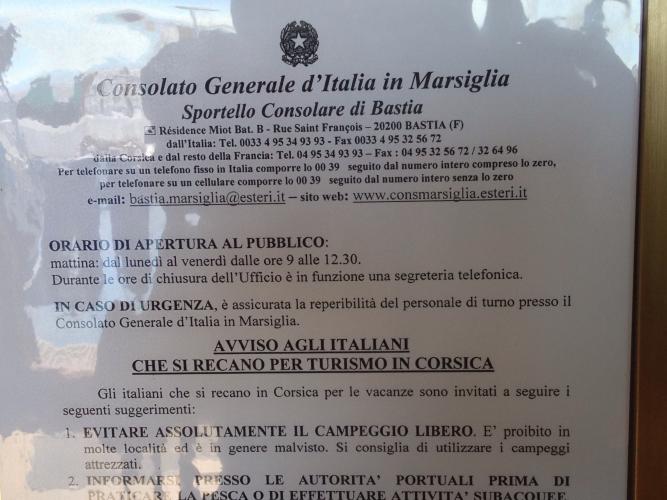 Consolato Generale d'Italia in Marsiglia
Sportello Consolare di Bastia
Résidence Miot Bat. B - Rue Saint François – 20200 BASTIA (F)
dall'Italia: Tel. 0033 4 95 34 93 93 - Fax 0033 4 95 32 56 72
dalla Corsica e dal resto della Francia: Tel. 04 95 34 93 93 – Fax : 04 95 32 56 72 / 32 64 96
Per telefonare su un telefono fisso in Italia comporre lo 00 39 seguito dal numero intero compreso lo zero,
per telefonare su un cellulare comporre lo 00 39 seguito dal numero intero senza lo zero
e-mail: bastia.marsiglia@esteri.it – sito web: www.consmarsiglia.esteri.it
ORARIO DI APERTURA AL PUBBLICO:
mattina: dal lunedì al venerdì dalle ore 9 alle 12.30.
Durante le ore di chiusura dell'Ufficio è in funzione una segreteria telefonica.
IN CASO DI URGENZA, è assicurata la reperibilità del personale di turno presso il
Consolato Generale d'Italia in Marsiglia.
AVVISO AGLI ITALIANI
CHE SI RECANO PER TURISMO IN CORSICA
Gli italiani che si recano in Corsica per le vacanze sono invitati a seguire i
seguenti suggerimenti:
1. EVITARE ASSOLUTAMENTE IL CAMPEGGIO LIBERO. E' proibito in
molte località ed è in genere malvisto. Si consiglia di utilizzare i campeggi
attrezzati.
2. INFORMARSI PRESSO LE AUTORITA' PORTUALI PRIMA DI
PRATICARE LA PESCA O DI EFFETTUARE ATTIVITA' SUBACQUEE